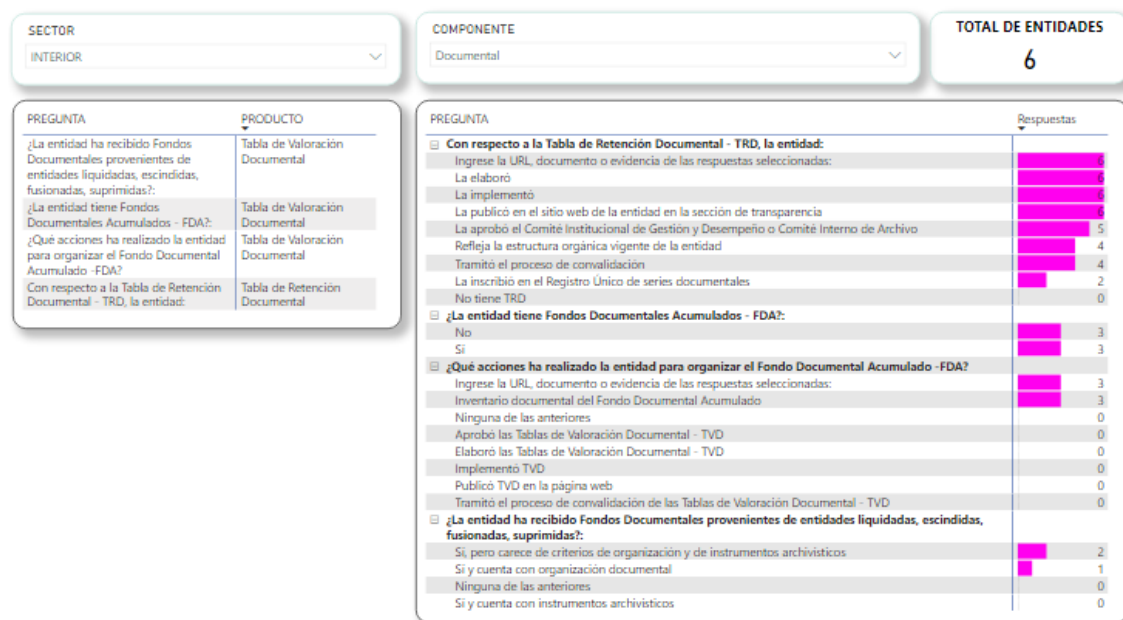 SECTOR
INTERIOR
COMPONENTE
Documental
TOTAL DE ENTIDADES
6
PREGUNTA PRODUCTO
¿La entidad ha recibido Fondos Tabla de Valoración
Documentales provenientes de Documental
entidades liquidadas, escindidas,
fusionadas, suprimidas?:
¿La entidad tiene Fondos Tabla de Valoración
Documentales Acumulados - FDA?: Documental
¿Qué acciones ha realizado la entidad Tabla de Valoración
para organizar el Fondo Documental Documental
Acumulado -FDA?
Con respecto a la Tabla de Retención Tabla de Retención
Documental - TRD, la entidad: Documental
PREGUNTA Respuestas
Con respecto a la Tabla de Retención Documental - TRD, la entidad:
Ingrese la URL, documento o evidencia de las respuestas seleccionadas: 6
La elaboró 6
La implementó 6
La publicó en el sitio web de la entidad en la sección de transparencia 6
La aprobó el Comité Institucional de Gestión y Desempeño o Comité Interno de Archivo 5
Refleja la estructura orgánica vigente de la entidad 4
Tramitó el proceso de convalidación 4
La inscribió en el Registro Único de series documentales 2
No tiene TRD 0
¿La entidad tiene Fondos Documentales Acumulados - FDA?:
No 3
Sí 3
¿Qué acciones ha realizado la entidad para organizar el Fondo Documental Acumulado -FDA?
Ingrese la URL, documento o evidencia de las respuestas seleccionadas: 3
Inventario documental del Fondo Documental Acumulado 3
Ninguna de las anteriores 0
Aprobó las Tablas de Valoración Documental - TVD 0
Elaboró las Tablas de Valoración Documental - TVD 0
Implementó TVD 0
Publicó TVD en la página web 0
Tramitó el proceso de convalidación de las Tablas de Valoración Documental - TVD 0
¿La entidad ha recibido Fondos Documentales provenientes de entidades liquidadas, escindidas,
fusionadas, suprimidas?:
Sí, pero carece de criterios de organización y de instrumentos archivísticos 2
Sí y cuenta con organización documental 1
Ninguna de las anteriores 0
Sí y cuenta con instrumentos archivísticos 0